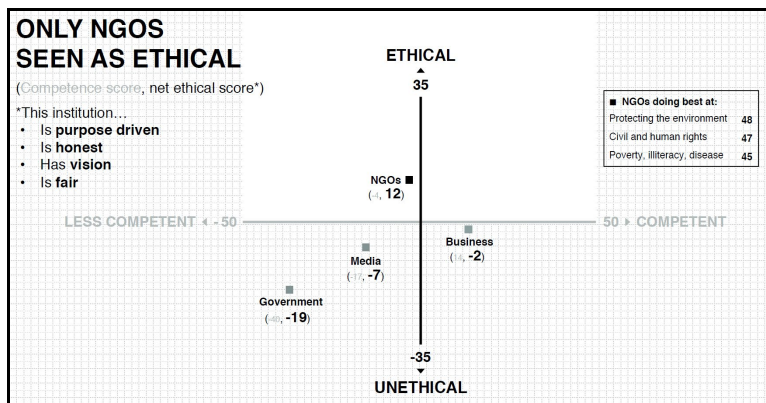 ONLY NGOS
SEEN AS ETHICAL
(Competence score, net ethical score*)
*This institution…
• Is purpose driven
• Is honest
• Has vision
• Is fair
ETHICAL
35
■ NGOs doing best at:
Protecting the environment 48
Civil and human rights 47
Poverty, illiteracy, disease 45
NGOs
(-4, 12)
LESS COMPETENT -50
50 COMPETENT
Business
(14, -2)
Media
(-17, -7)
Government
(-40, -19)
-35
UNETHICAL